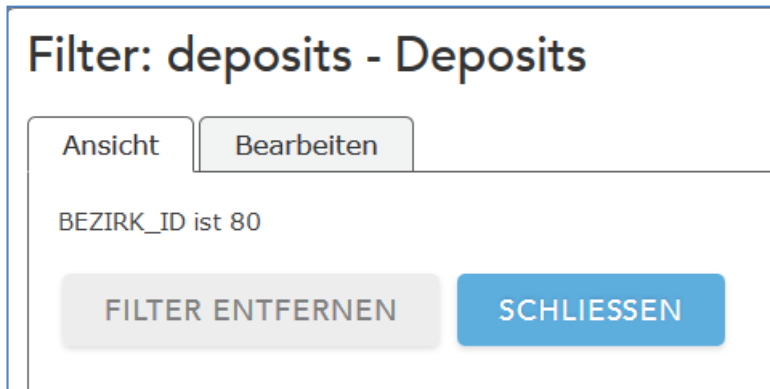 Filter: deposits - Deposits
Ansicht Bearbeiten
BEZIRK_ID ist 80
FILTER ENTFERNEN SCHLIESSEN